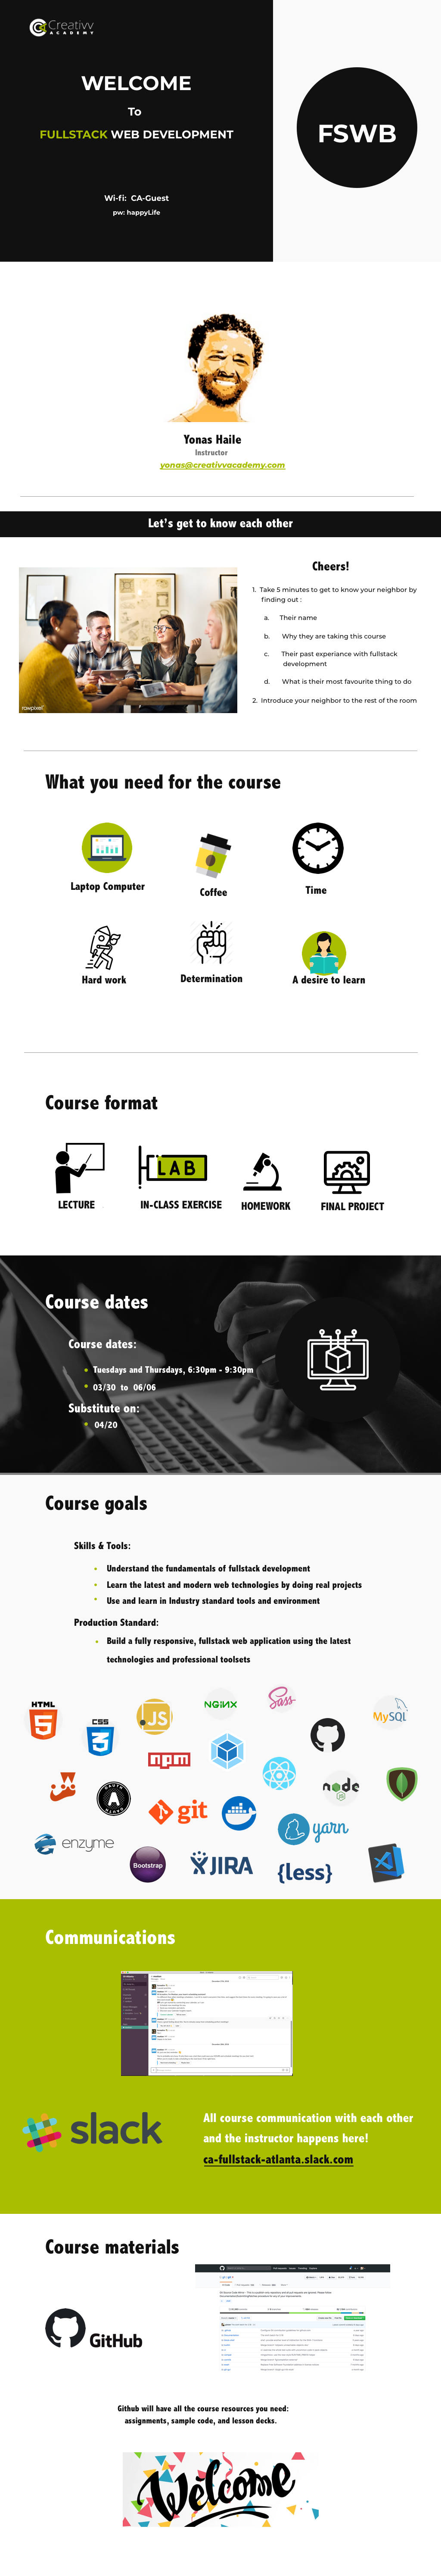 Creativv
ACADEMY
WELCOME
To
FULLSTACK WEB DEVELOPMENT
Wi-fi: CA-Guest
pw: happyLife
FSWB
Yonas Haile
Instructor
yonas@creativvacademy.com
Let's get to know each other
Cheers!
1. Take 5 minutes to get to know your neighbor by
finding out :
a. Their name
b. Why they are taking this course
c. Their past experiance with fullstack
development
d. What is their most favourite thing to do
2. Introduce your neighbor to the rest of the room
rawpixel
What you need for the course
Laptop Computer
Coffee
Time
Hard work
Determination
A desire to learn
Course format
LAB
LECTURE
IN-CLASS EXERCISE
HOMEWORK
FINAL PROJECT
Course dates
Course dates:
Tuesdays and Thursdays, 6:30pm - 9:30pm
03/30 to 06/06
Substitute on:
04/20
Course goals
Skills & Tools:
Understand the fundamentals of fullstack development
Learn the latest and modern web technologies by doing real projects
Use and learn in Industry standard tools and environment
Production Standard:
Build a fully responsive, fullstack web application using the latest
technologies and professional toolsets
HTML
5
CSS
3
JS
NGINX
Sass
MySQL
npm
node
JS
git
yarn
enzyme
Bootstrap
JIRA
{less}
Communications
slack
All course communication with each other
and the instructor happens here!
ca-fullstack-atlanta.slack.com
Course materials
GitHub
Github will have all the course resources you need:
assignments, sample code, and lesson decks.
Welcome